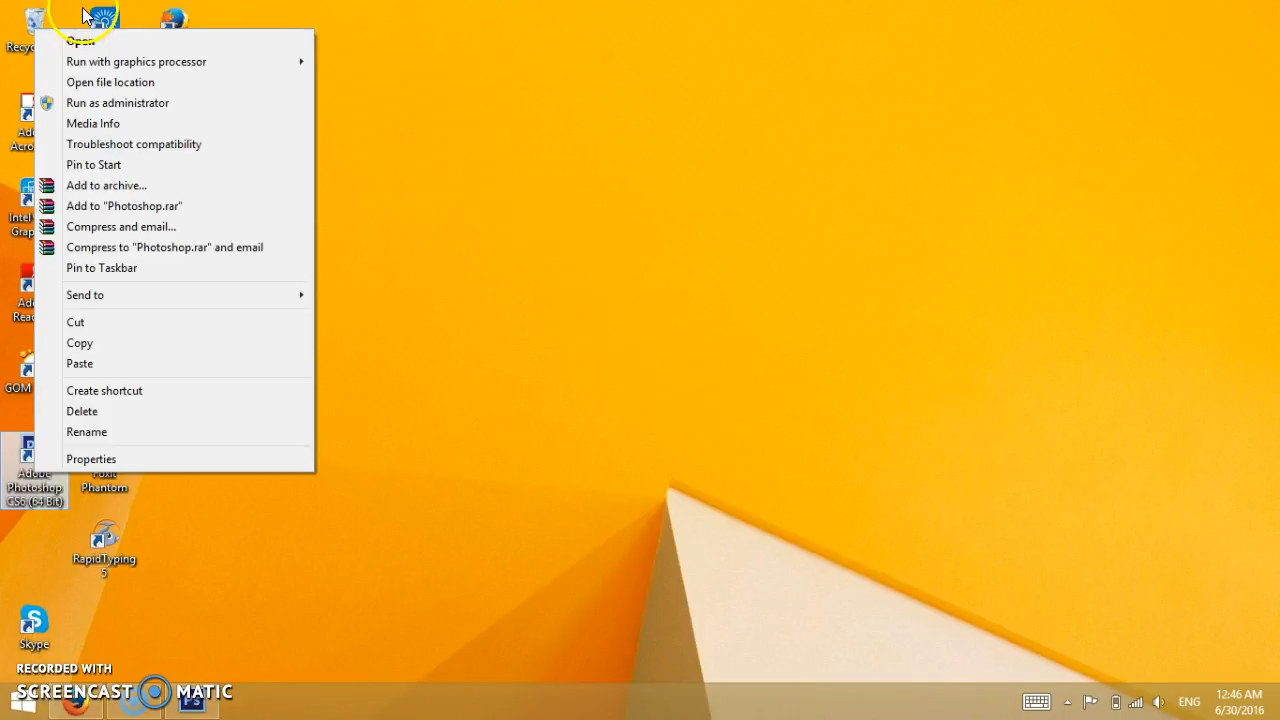 Open
Run with graphics processor
Open file location
Run as administrator
Media Info
Troubleshoot compatibility
Pin to Start
Add to archive...
Add to "Photoshop.rar"
Compress and email...
Compress to "Photoshop.rar" and email
Pin to Taskbar
Send to
Cut
Copy
Paste
Create shortcut
Delete
Rename
Properties
Recyc
Ado
Acro
Intel
Grap
Ado
Read
GOM
Adobe
Photoshop
CS6 (64 Bit)
Foxit
Phantom
RapidTyping
5
Skype
RECORDED WITH
SCREENCAST MATIC
Ps
ENG
12:46 AM
6/30/2016